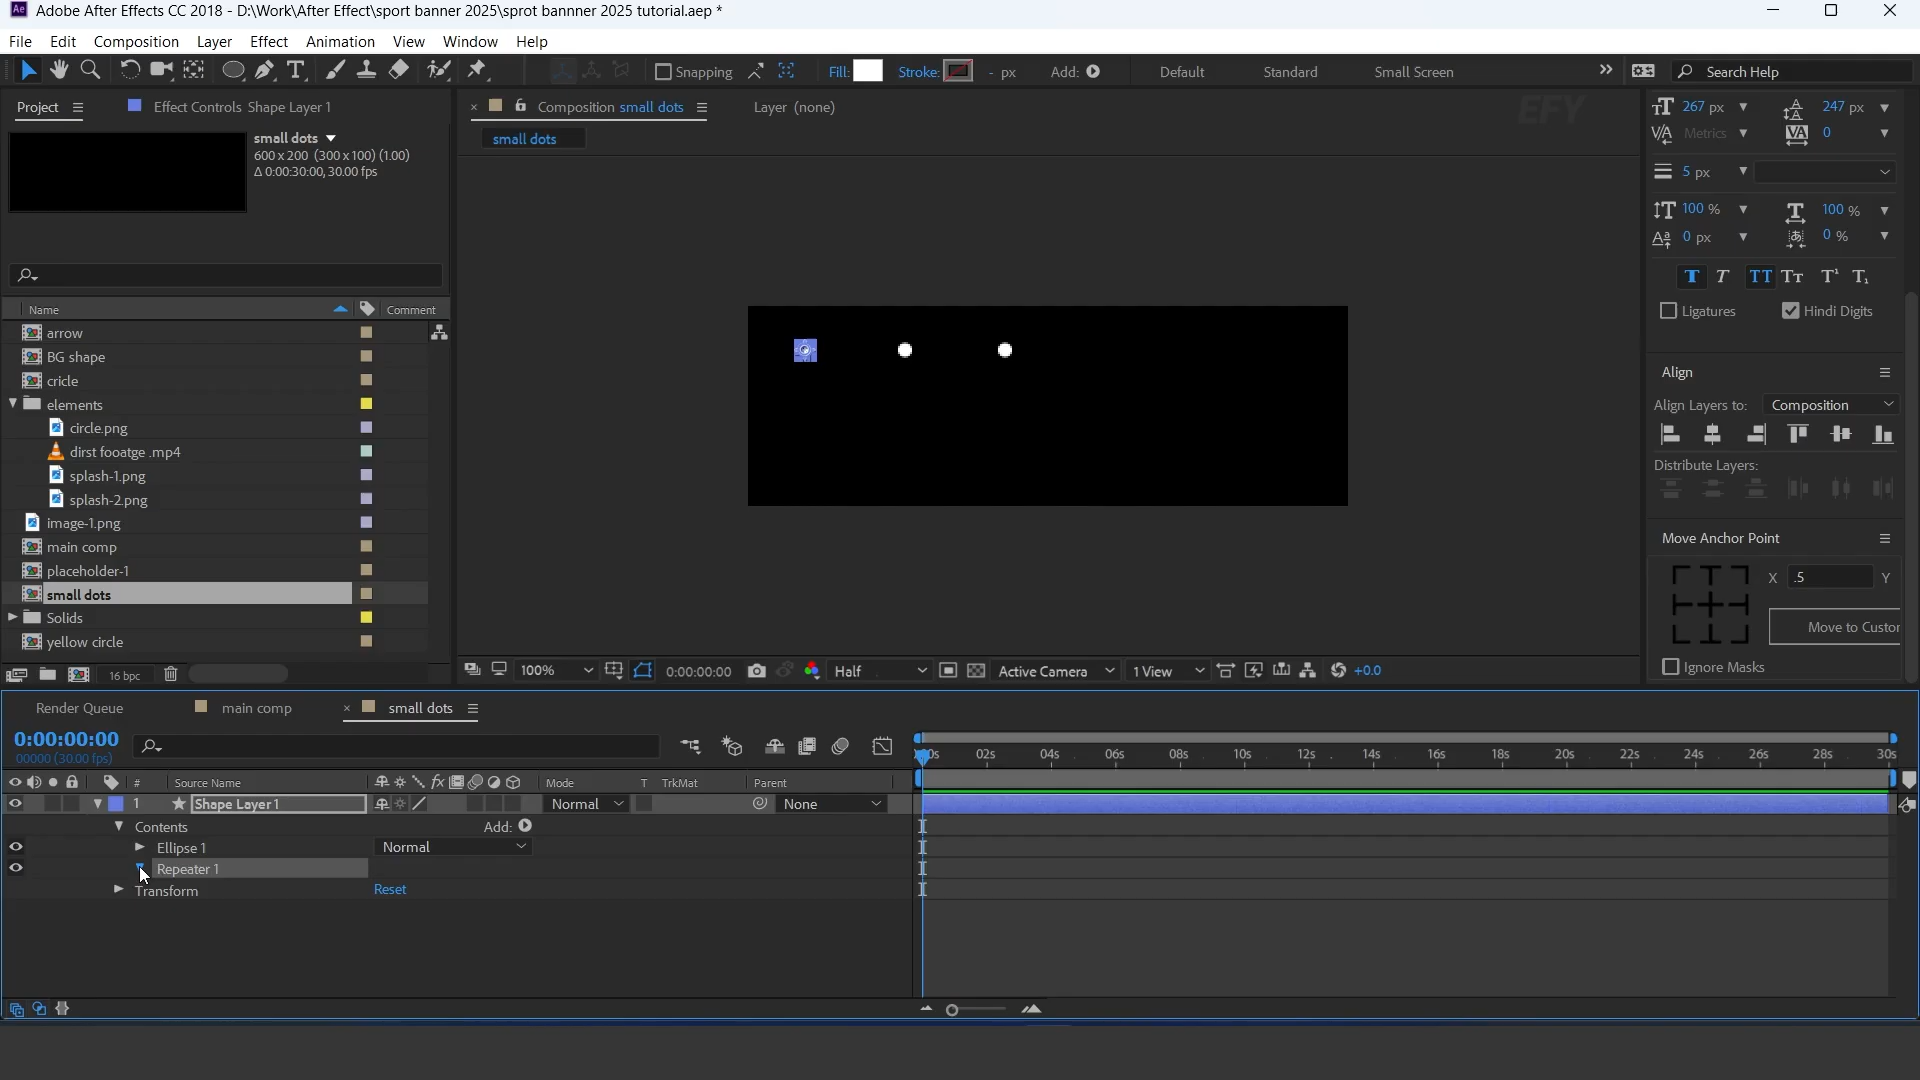 Adobe After Effects CC 2018 - D:\Work\After Effect\sport banner 2025\sprot bannner 2025 tutorial.aep *
File Edit Composition Layer Effect Animation View Window Help
Snapping Fill: Stroke: - px Add: Default Standard Small Screen Search Help
Project Effect Controls Shape Layer 1
Composition small dots Layer (none)
EFY
small dots
small dots
600 x 200 (300 x 100) (1.00)
Δ 0:00:30:00, 30.00 fps
267 px 247 px
Metrics 0
5 px
100 % 100 %
0 px 0 %
Ligatures Hindi Digits
Name Comment
arrow
BG shape
cricle
elements
circle.png
dirst fooatge .mp4
splash-1.png
splash-2.png
image-1.png
main comp
placeholder-1
small dots
Solids
yellow circle
16 bpc
Align
Align Layers to: Composition
Distribute Layers:
Move Anchor Point
X .5 Y
Move to Custor
Ignore Masks
100% 0:00:00:00 Half Active Camera 1 View +0.0
Render Queue main comp small dots
0:00:00:00
00000 (30.00 fps)
02s 04s 06s 08s 10s 12s 14s 16s 18s 20s 22s 24s 26s 28s 30s
# Source Name Mode T TrkMat Parent
1 Shape Layer 1 Normal None
Contents Add:
Ellipse 1 Normal
Repeater 1
Transform Reset